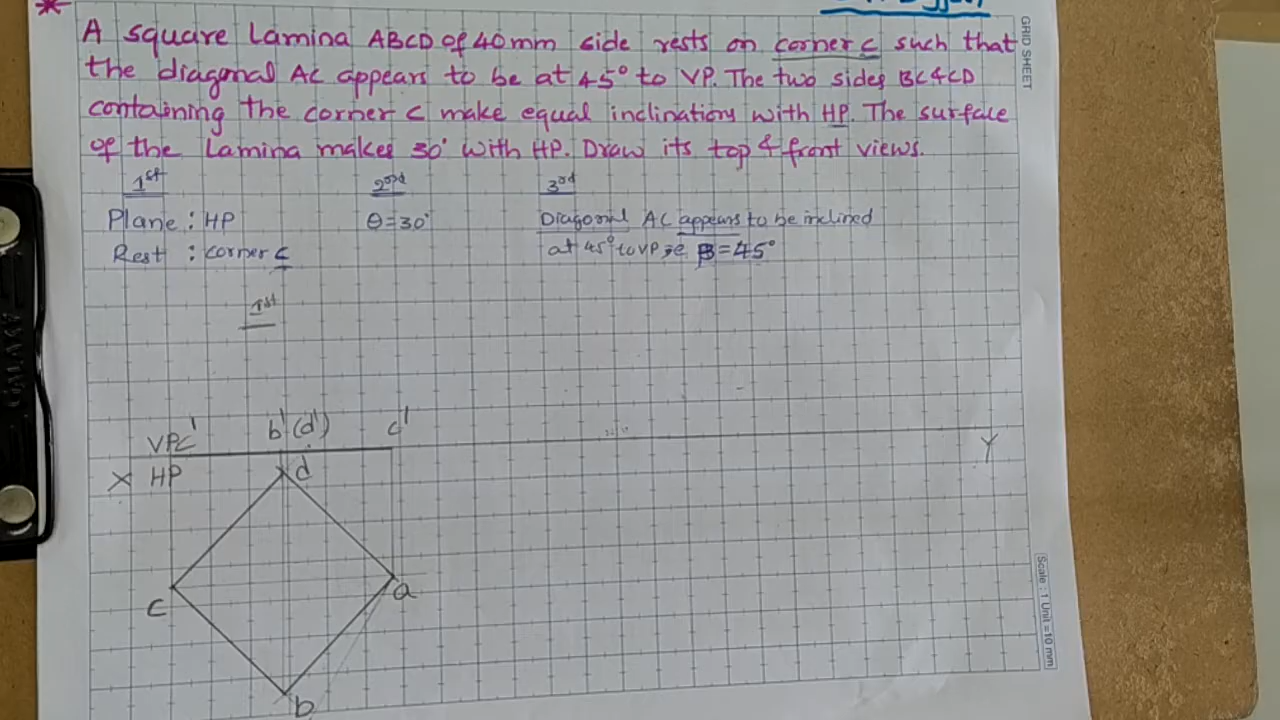 A square Lamina ABCD of 40mm side rests on corner c such that
the diagonal AC appears to be at 45° to VP. The two sides BC & CD
containing the corner C make equal inclinations with HP. The surface
of the Lamina makes 30° with HP. Draw its top & front views.
1st 2nd 3rd
Plane : HP θ=30° Diagonal AC appears to be inclined
Rest : corner c at 45° to VP ie β=45°
1st
VP c' b' (d') c'
X HP d Y
c a
b
GRID SHEET
Scale : 1 Unit = 10 mm